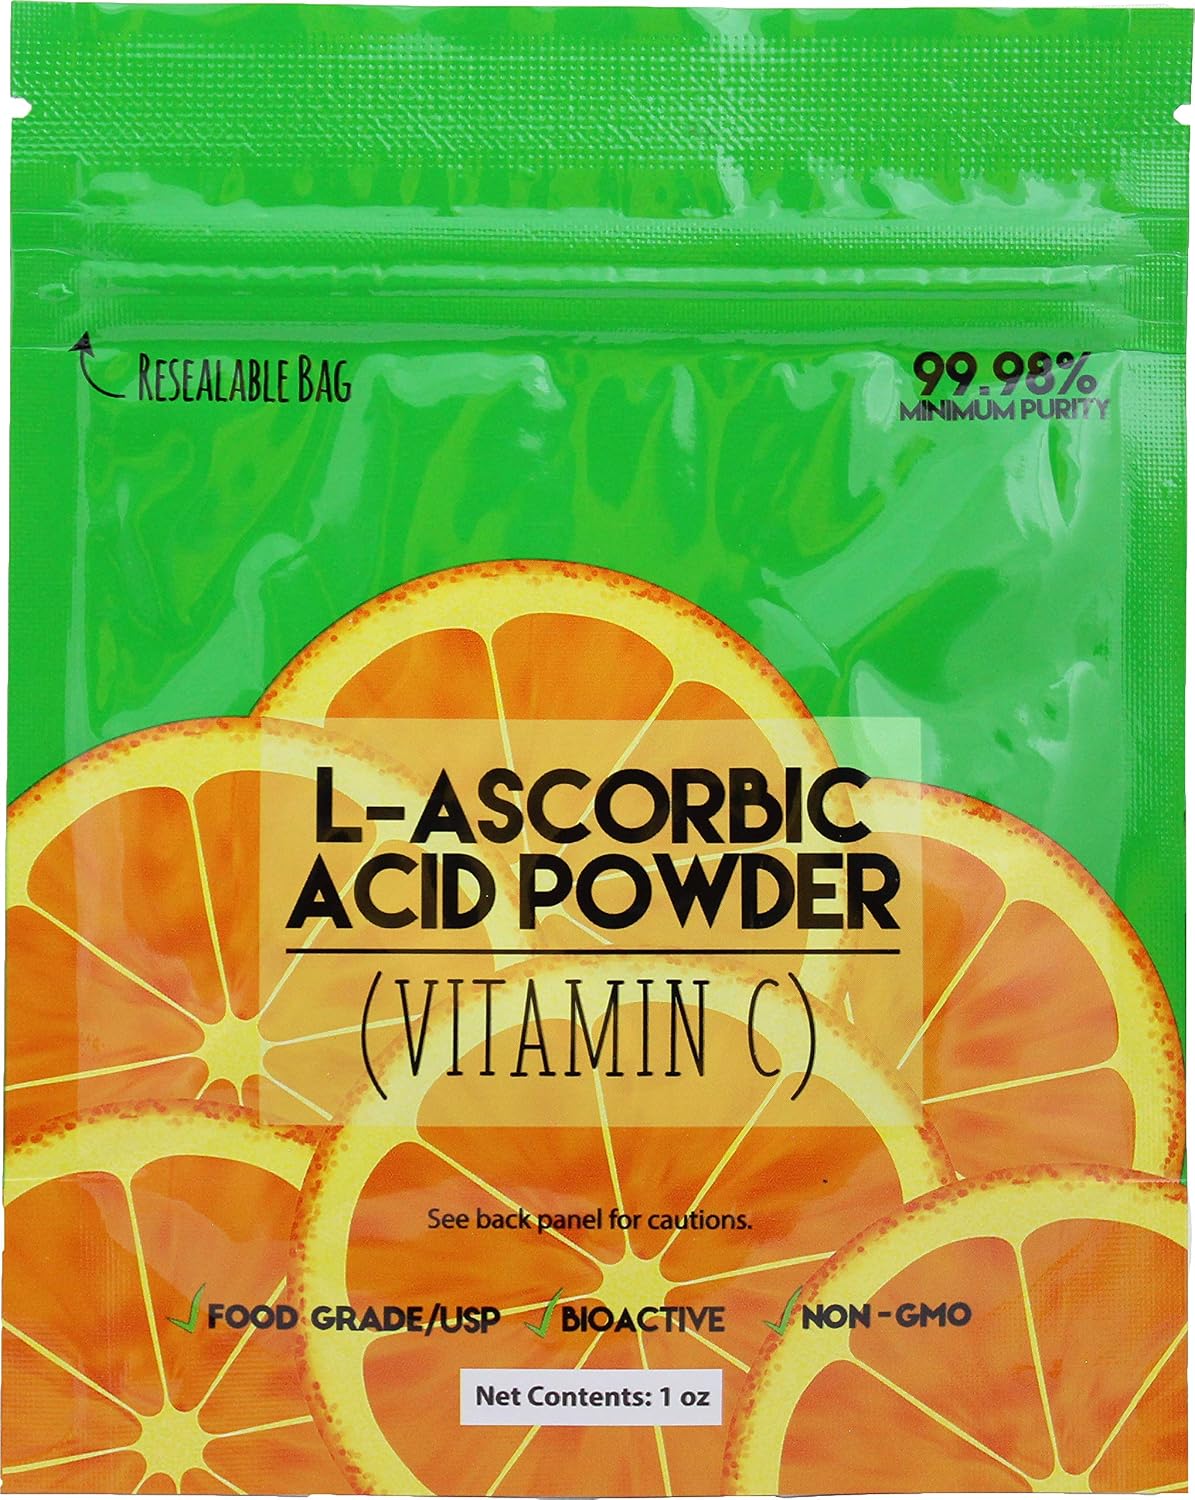 RESEALABLE BAG
99.98%
MINIMUM PURITY
L-ASCORBIC
ACID POWDER
(VITAMIN C)
See back panel for cautions.
FOOD GRADE/USP BIOACTIVE NON-GMO
Net Contents: 1 oz